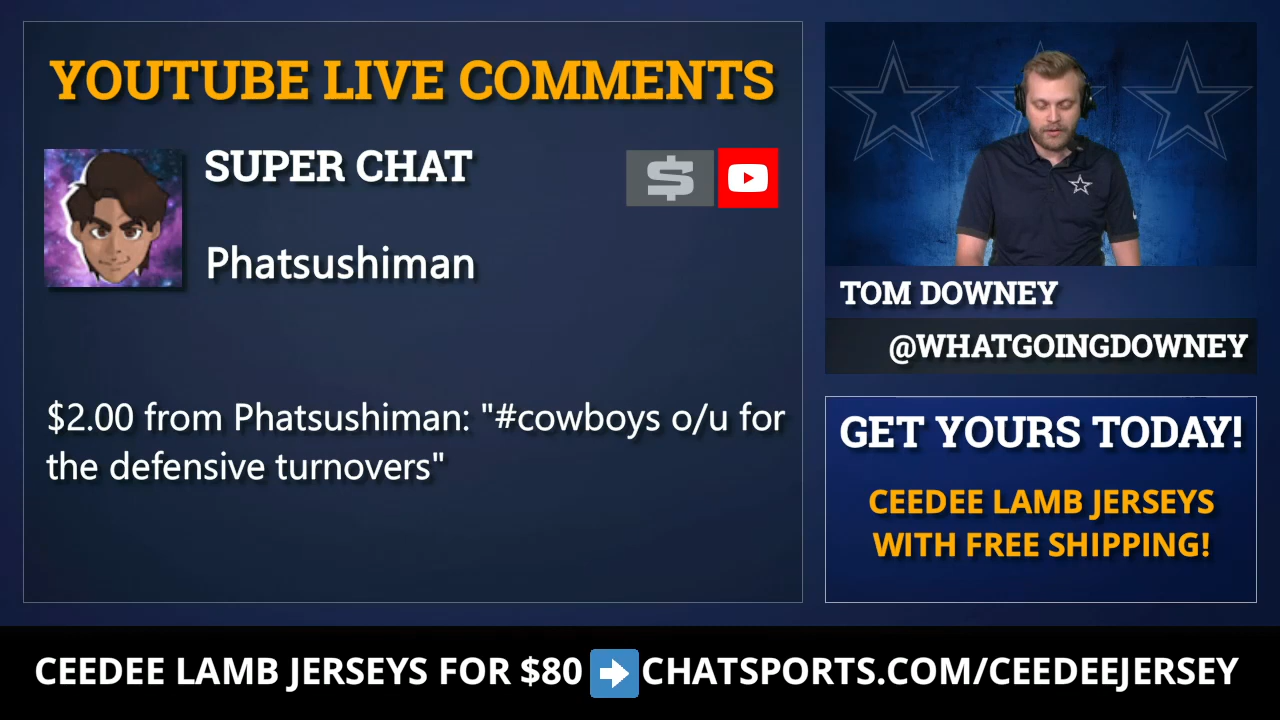 YOUTUBE LIVE COMMENTS
SUPER CHAT
Phatsushiman
$2.00 from Phatsushiman: "#cowboys o/u for
the defensive turnovers"
TOM DOWNEY
@WHATGOINGDOWNEY
GET YOURS TODAY!
CEEDEE LAMB JERSEYS
WITH FREE SHIPPING!
CEEDEE LAMB JERSEYS FOR $80 ➡ CHATSPORTS.COM/CEEDEEJERSEY